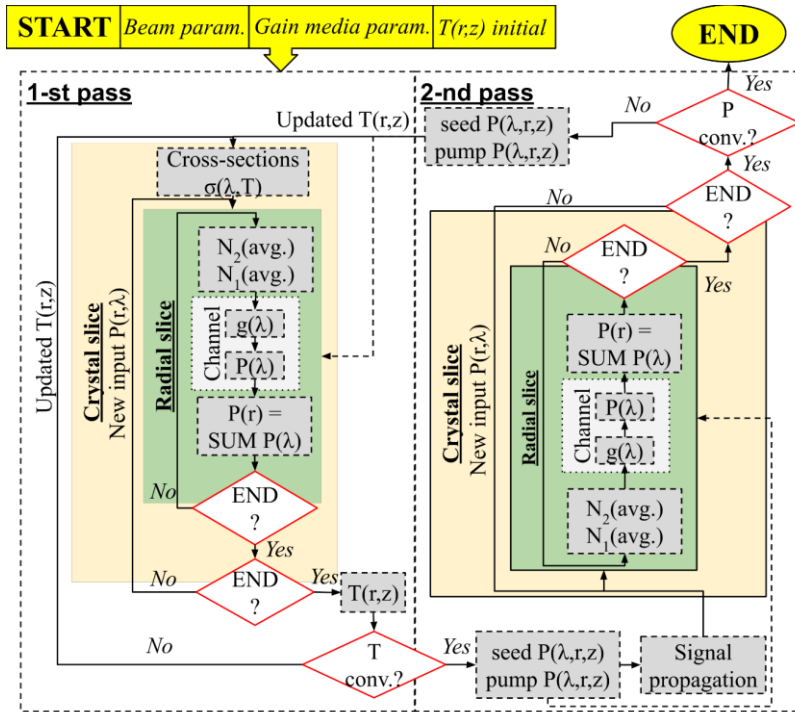 START
Beam param.
Gain media param.
T(r,z) initial
END
1-st pass
2-nd pass
Updated T(r,z)
Cross-sections
σ(λ,T)
N₂(avg.)
N₁(avg.)
Channel
g(λ)
P(λ)
P(r) =
SUM P(λ)
Radial slice
Crystal slice
New input P(r,λ)
Updated T(r,z)
No
END
?
Yes
No
END
?
Yes
T(r,z)
No
T
conv.?
Yes
seed P(λ,r,z)
pump P(λ,r,z)
Signal
propagation
seed P(λ,r,z)
pump P(λ,r,z)
No
P
conv.?
Yes
Yes
No
END
?
No
END
?
Yes
P(r) =
SUM P(λ)
Channel
P(λ)
g(λ)
N₂(avg.)
N₁(avg.)
Radial slice
Crystal slice
New input P(r,λ)